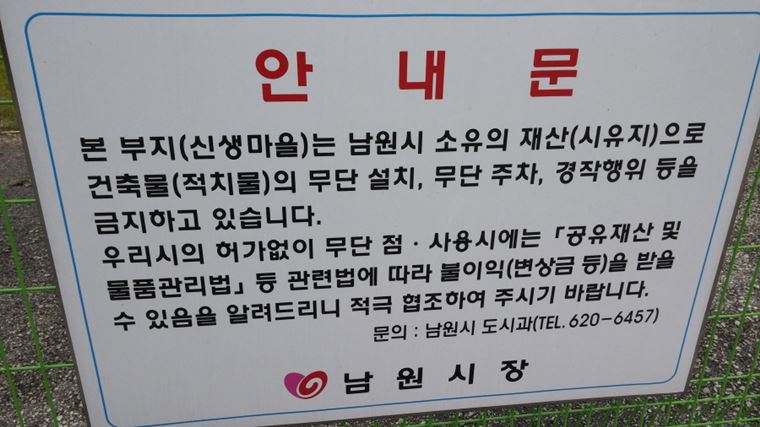 안 내 문
본 부지(신생마을)는 남원시 소유의 재산(시유지)으로
건축물(적치물)의 무단 설치, 무단 주차, 경작행위 등을
금지하고 있습니다.
우리시의 허가없이 무단 점·사용시에는 「공유재산 및
물품관리법」 등 관련법에 따라 불이익(변상금 등)을 받을
수 있음을 알려드리니 적극 협조하여 주시기 바랍니다.
문의 : 남원시 도시과(TEL. 620-6457)
남 원 시 장